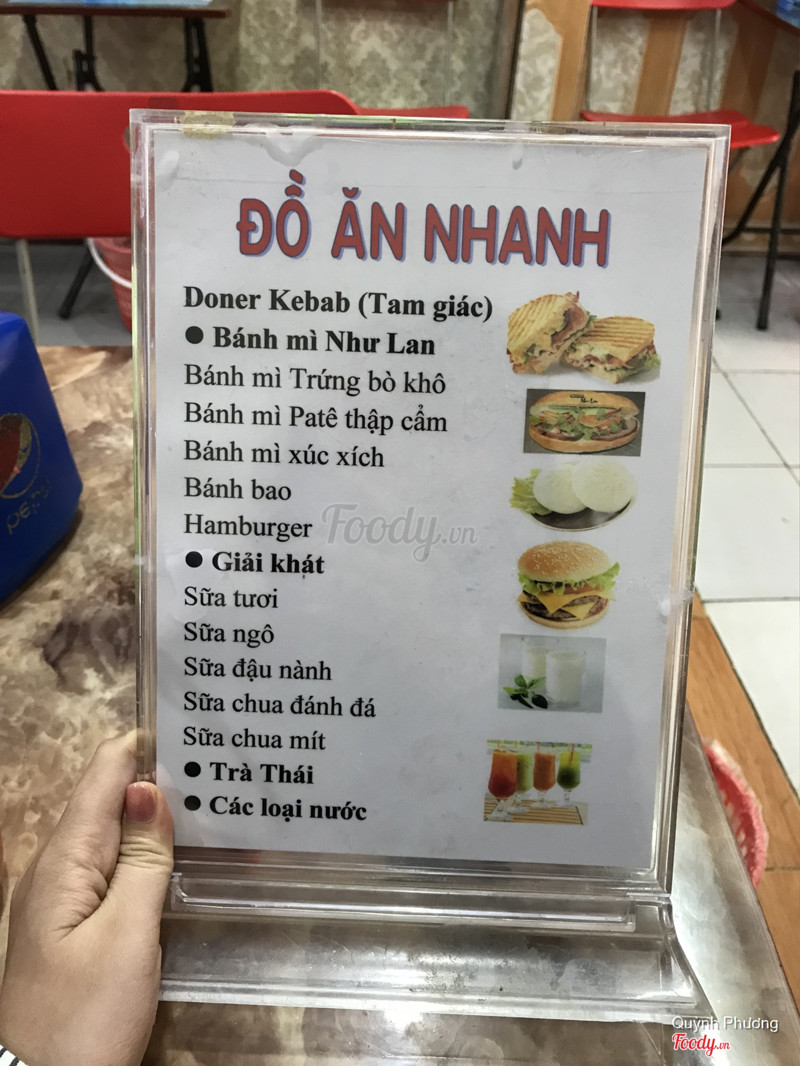 ĐỒ ĂN NHANH
Doner Kebab (Tam giác)
● Bánh mì Như Lan
Bánh mì Trứng bò khô
Bánh mì Patê thập cẩm
Bánh mì xúc xích
Bánh bao
Hamburger
● Giải khát
Sữa tươi
Sữa ngô
Sữa đậu nành
Sữa chua đánh đá
Sữa chua mít
● Trà Thái
● Các loại nước
Foody.vn
Quỳnh Phương
Foody.vn